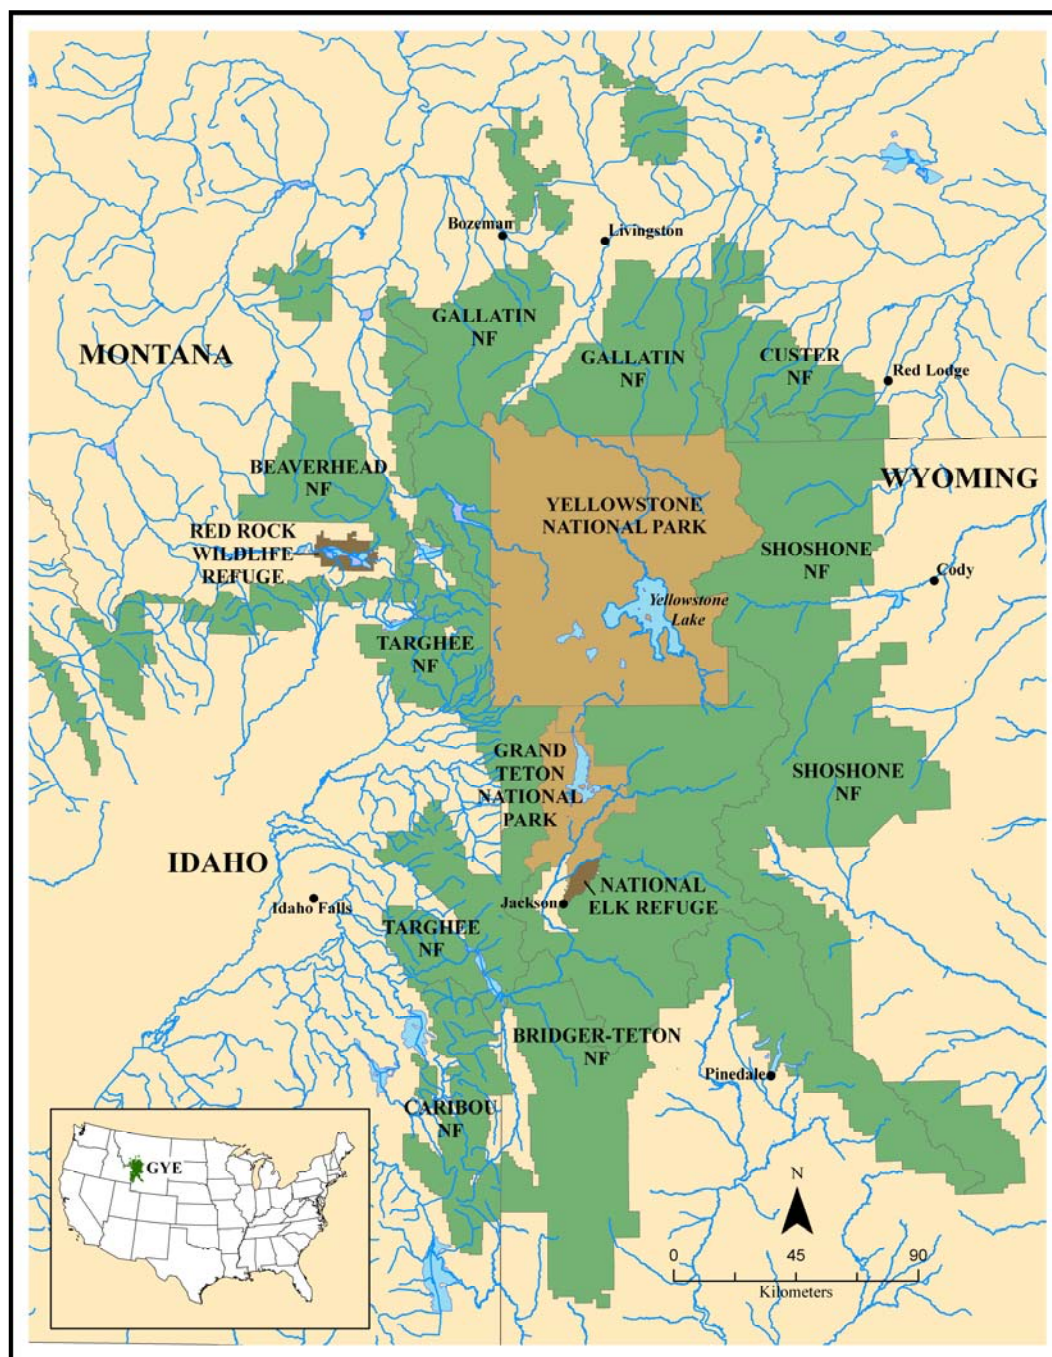 Bozeman
Livingston
GALLATIN
NF
MONTANA
GALLATIN
NF
CUSTER
NF
Red Lodge
BEAVERHEAD
NF
WYOMING
YELLOWSTONE
NATIONAL PARK
RED ROCK
WILDLIFE
REFUGE
SHOSHONE
NF
Cody
Yellowstone
Lake
TARGHEE
NF
GRAND
TETON
NATIONAL
PARK
SHOSHONE
NF
IDAHO
Idaho Falls
Jackson
NATIONAL
ELK REFUGE
TARGHEE
NF
BRIDGER-TETON
NF
Pinedale
CARIBOU
NF
GYE
N
0 45 90
Kilometers